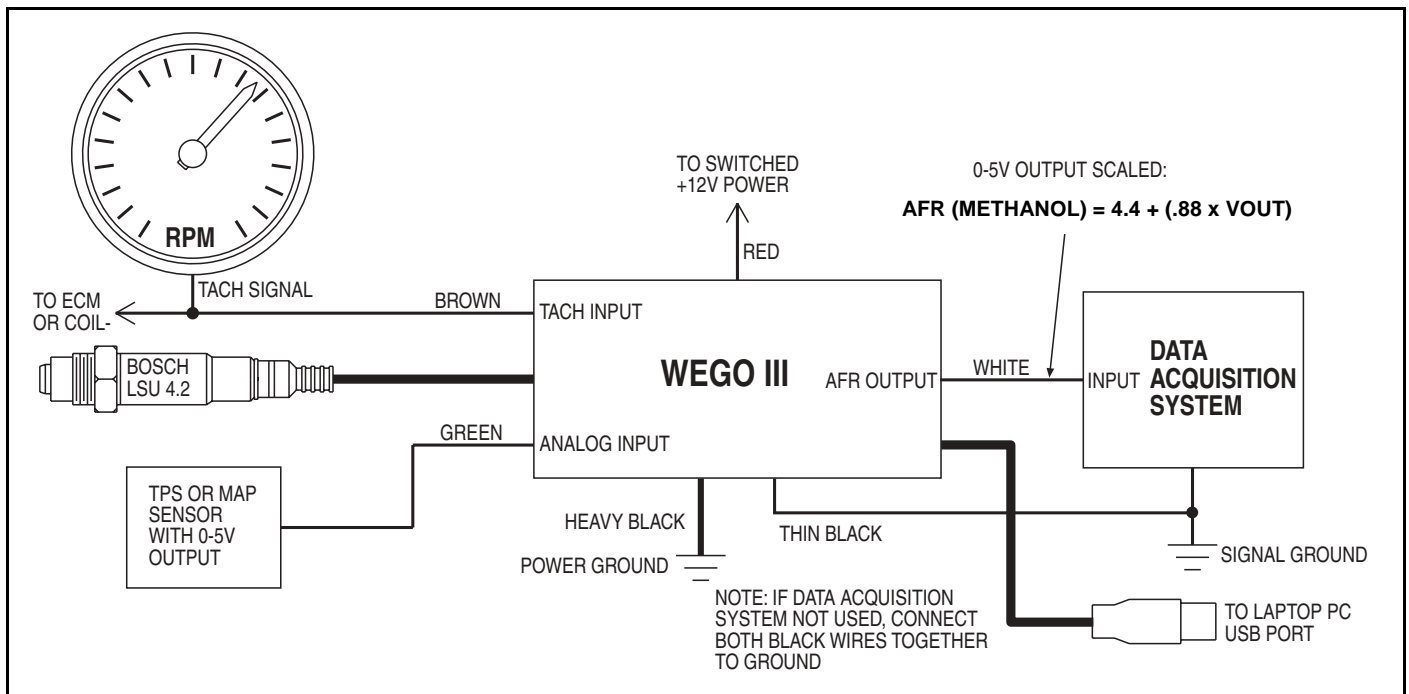 RPM
TACH SIGNAL
TO ECM
OR COIL-
BROWN
TACH INPUT
BOSCH
LSU 4.2
GREEN
ANALOG INPUT
TPS OR MAP
SENSOR
WITH 0-5V
OUTPUT
TO SWITCHED
+12V POWER
RED
WEGO III
AFR OUTPUT
HEAVY BLACK
POWER GROUND
THIN BLACK
NOTE: IF DATA ACQUISITION
SYSTEM NOT USED, CONNECT
BOTH BLACK WIRES TOGETHER
TO GROUND
0-5V OUTPUT SCALED:
AFR (METHANOL) = 4.4 + (.88 x VOUT)
WHITE
INPUT
DATA
ACQUISITION
SYSTEM
SIGNAL GROUND
TO LAPTOP PC
USB PORT